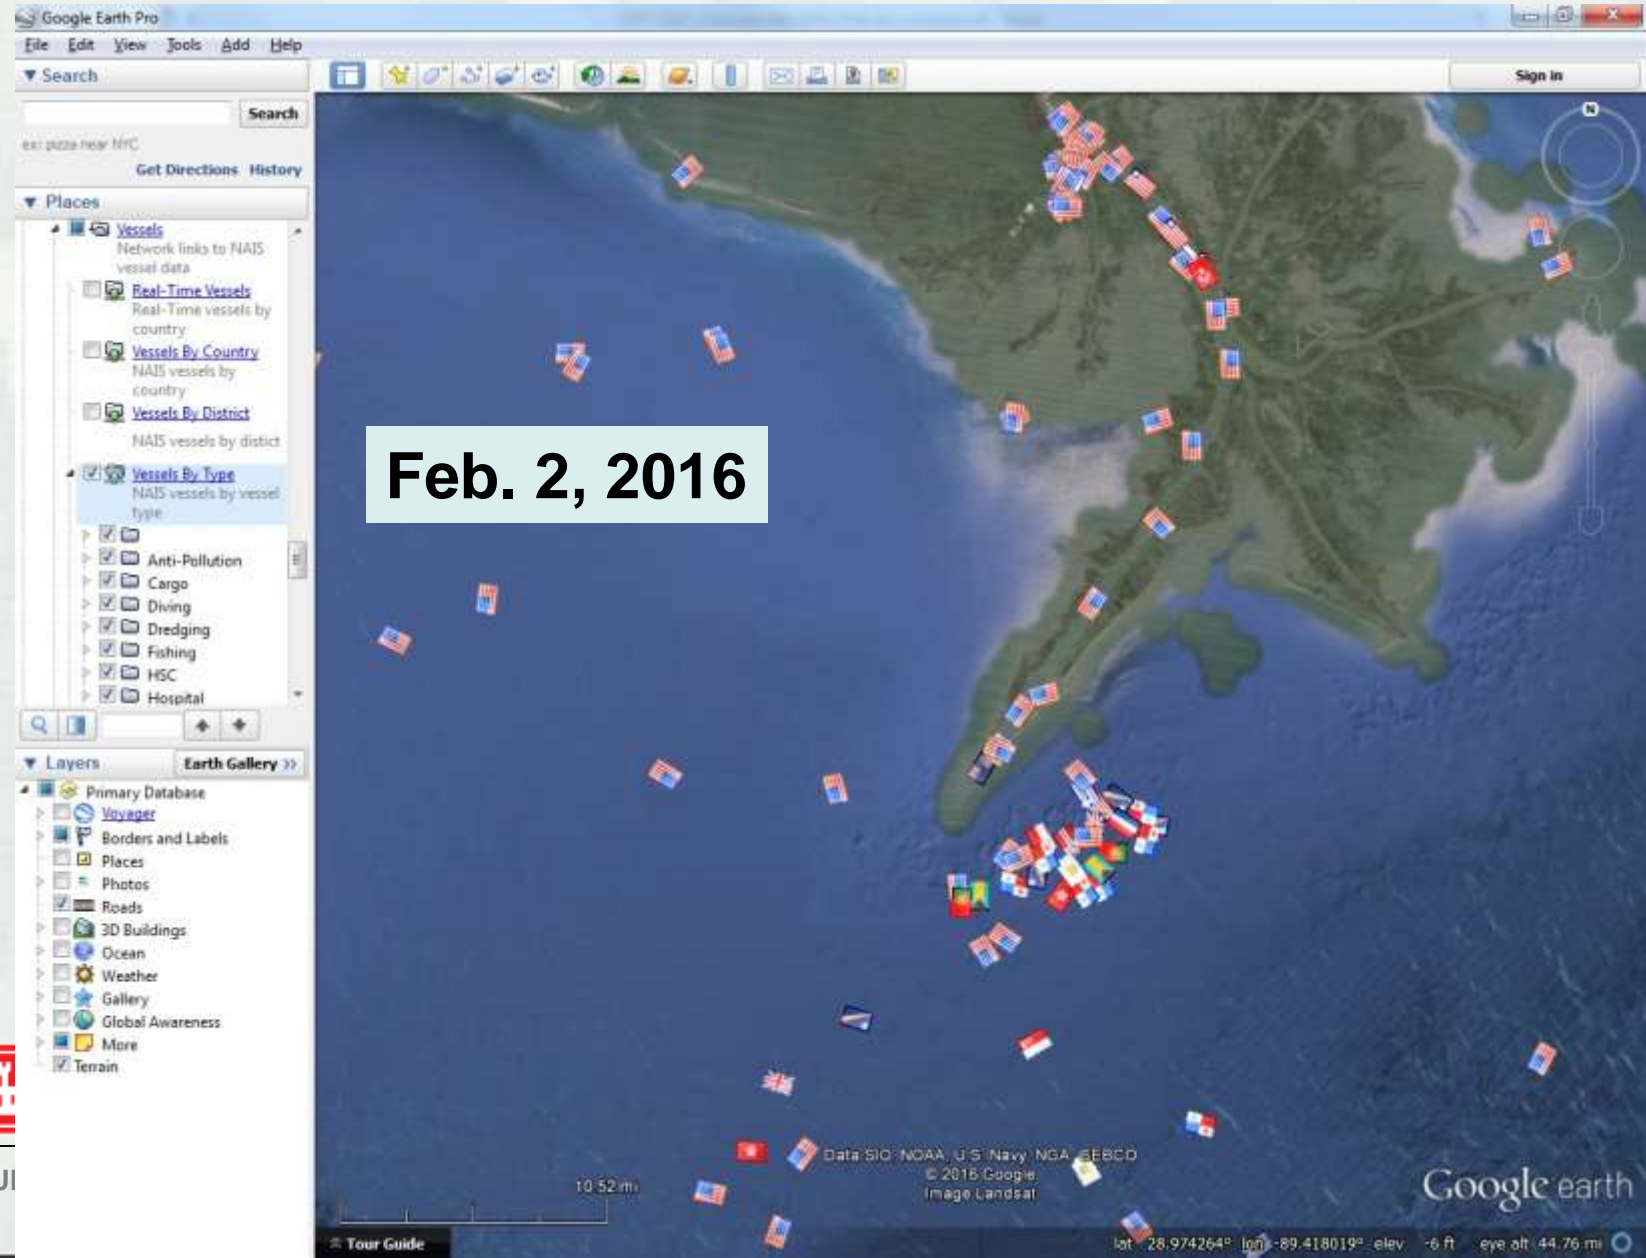 Google Earth Pro
File Edit View Tools Add Help
Search
Sign in
Search
ex: pizza near NYC
Get Directions History
Places
Vessels
Network links to NAIS
vessel data
Real-Time Vessels
Real-Time vessels by
country
Vessels By Country
NAIS vessels by
country
Vessels By District
NAIS vessels by distict
Vessels By Type
NAIS vessels by vessel
type
Anti-Pollution
Cargo
Diving
Dredging
Fishing
HSC
Hospital
Layers
Earth Gallery >>
Primary Database
Voyager
Borders and Labels
Places
Photos
Roads
3D Buildings
Ocean
Weather
Gallery
Global Awareness
More
Terrain
N
Feb. 2, 2016
Data SIO, NOAA, U.S. Navy, NGA, GEBCO
© 2016 Google
Image Landsat
10.52 mi
Google earth
Tour Guide
lat 28.974264° lon -89.418019° elev -6 ft eye alt 44.76 mi